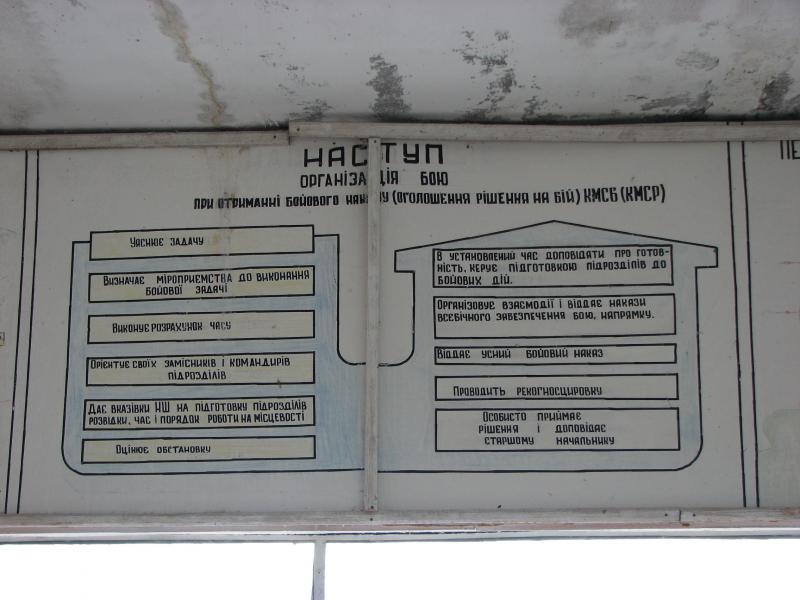 НАСТУП
ОРГАНІЗАЦІЯ БОЮ
ПРИ ОТРИМАННІ БОЙОВОГО НАКАЗУ (ОГОЛОШЕННЯ РІШЕННЯ НА БІЙ) КМСБ (КМСР)
УЯСНЮЄ ЗАДАЧУ
ВИЗНАЧАЄ МІРОПРИЄМСТВА ДО ВИКОНАННЯ
БОЙОВОЇ ЗАДАЧІ
ВИКОНУЄ РОЗРАХУНОК ЧАСУ
ОРІЄНТУЄ СВОЇХ ЗАМІСНИКІВ І КОМАНДИРІВ
ПІДРОЗДІЛІВ
ДАЄ ВКАЗІВКИ НШ НА ПІДГОТОВКУ ПІДРОЗДІЛІВ
РОЗВІДКИ, ЧАС І ПОРЯДОК РОБОТИ НА МІСЦЕВОСТІ
ОЦІНЮЄ ОБСТАНОВКУ
В УСТАНОВЛЕНИЙ ЧАС ДОПОВІДАТИ ПРО ГОТОВ-
НІСТЬ, КЕРУЄ ПІДГОТОВКОЮ ПІДРОЗДІЛІВ ДО
БОЙОВИХ ДІЙ.
ОРГАНІЗОВУЄ ВЗАЄМОДІЇ І ВІДДАЄ НАКАЗИ
ВСЕБІЧНОГО ЗАБЕЗПЕЧЕННЯ БОЮ, НАПРЯМКУ.
ВІДДАЄ УСНИЙ БОЙОВИЙ НАКАЗ
ПРОВОДИТЬ РЕКОГНОСЦИРОВКУ
ОСОБИСТО ПРИЙМАЄ
РІШЕННЯ І ДОПОВІДАЄ
СТАРШОМУ НАЧАЛЬНИКУ